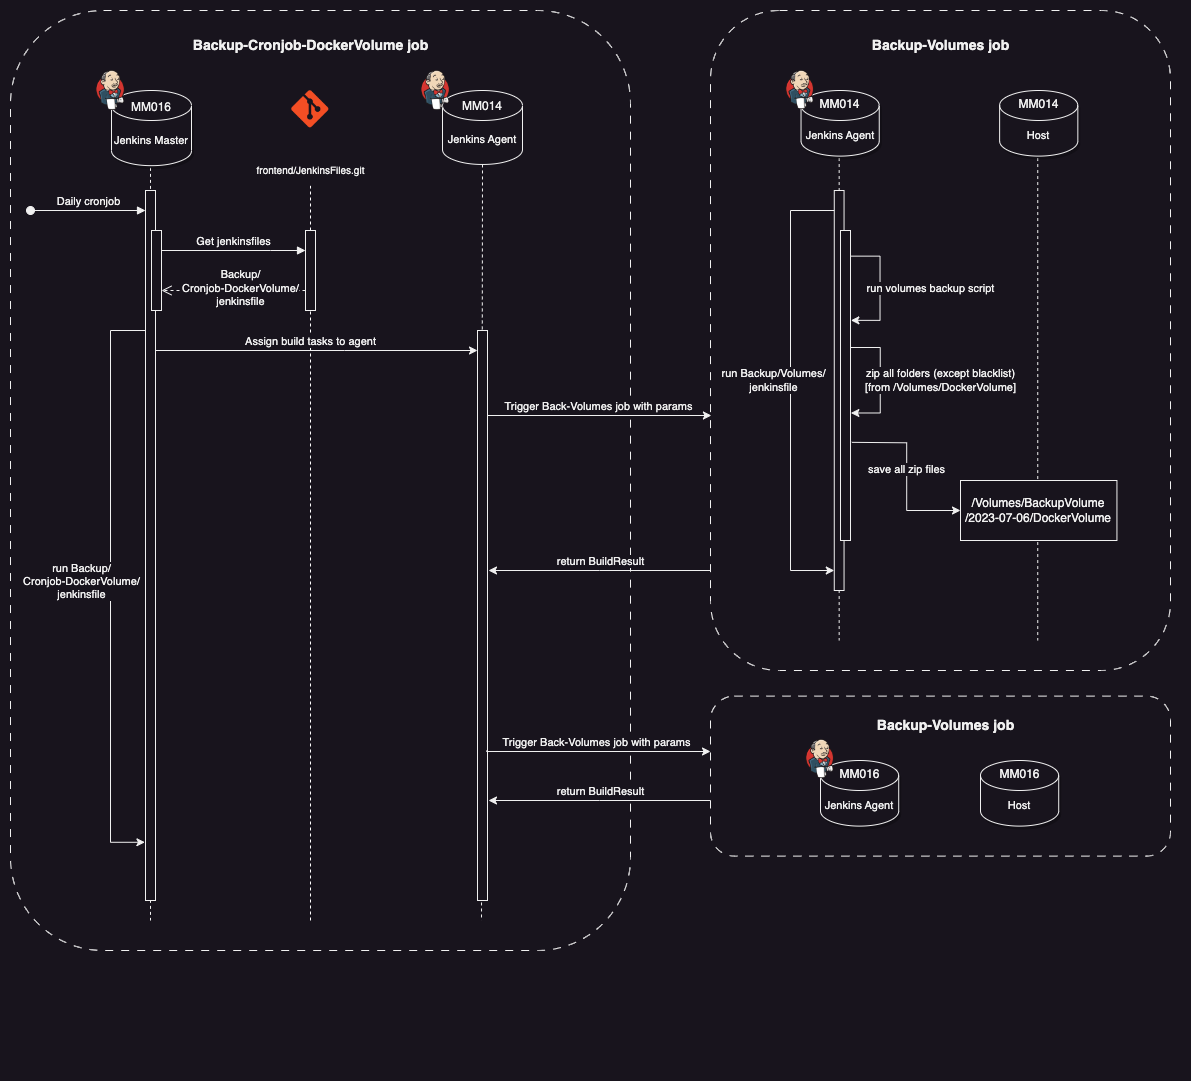 Backup-Cronjob-DockerVolume job
MM016
Jenkins Master
frontend/JenkinsFiles.git
MM014
Jenkins Agent
Daily cronjob
Get jenkinsfiles
Backup/
Cronjob-DockerVolume/
jenkinsfile
Assign build tasks to agent
Trigger Back-Volumes job with params
return BuildResult
run Backup/
Cronjob-DockerVolume/
jenkinsfile
Trigger Back-Volumes job with params
return BuildResult
Backup-Volumes job
MM014
Jenkins Agent
MM014
Host
run volumes backup script
run Backup/Volumes/
jenkinsfile
zip all folders (except blacklist)
[from /Volumes/DockerVolume]
save all zip files
/Volumes/BackupVolume
/2023-07-06/DockerVolume
Backup-Volumes job
MM016
Jenkins Agent
MM016
Host